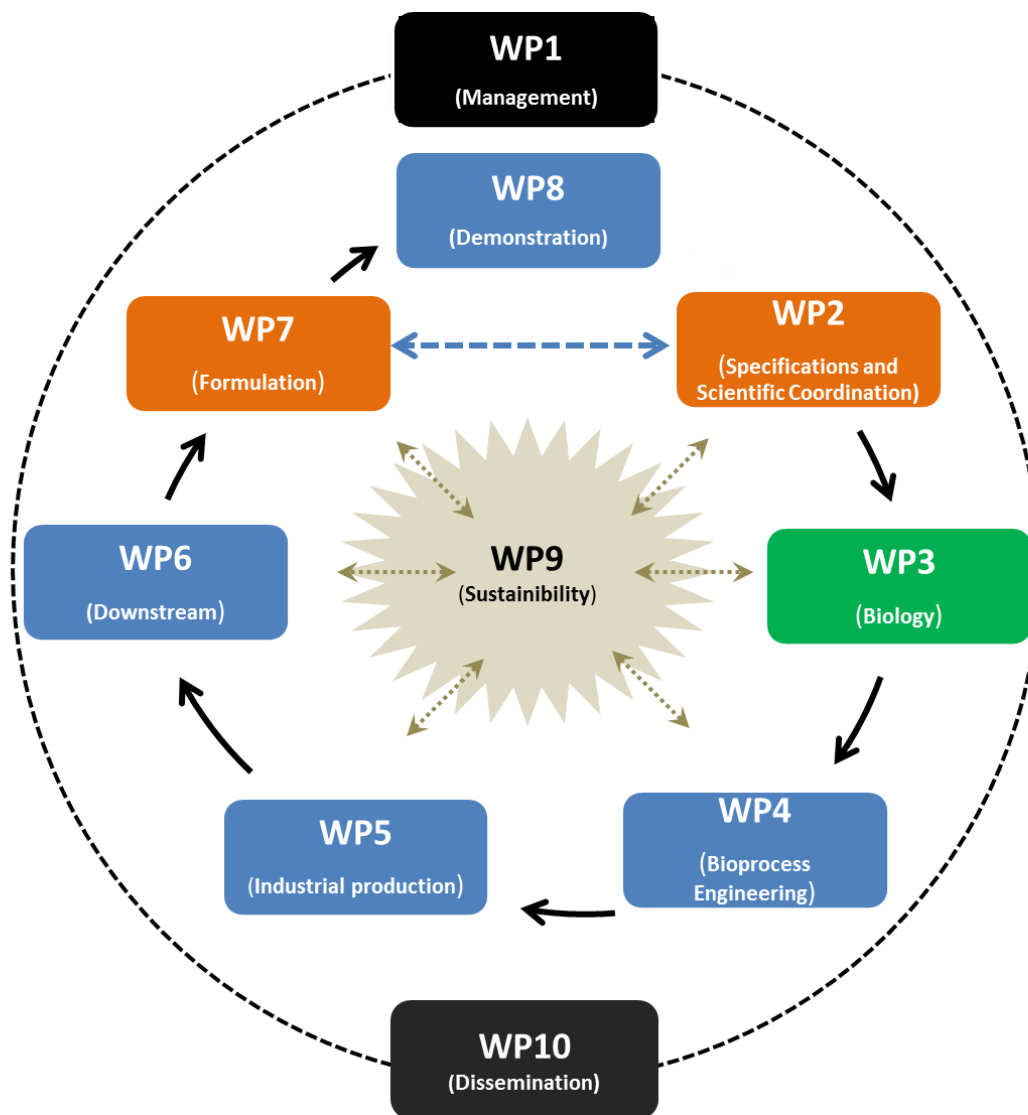 WP1
(Management)
WP8
(Demonstration)
WP7
(Formulation)
WP2
(Specifications and
Scientific Coordination)
WP6
(Downstream)
WP9
(Sustainibility)
WP3
(Biology)
WP5
(Industrial production)
WP4
(Bioprocess
Engineering)
WP10
(Dissemination)